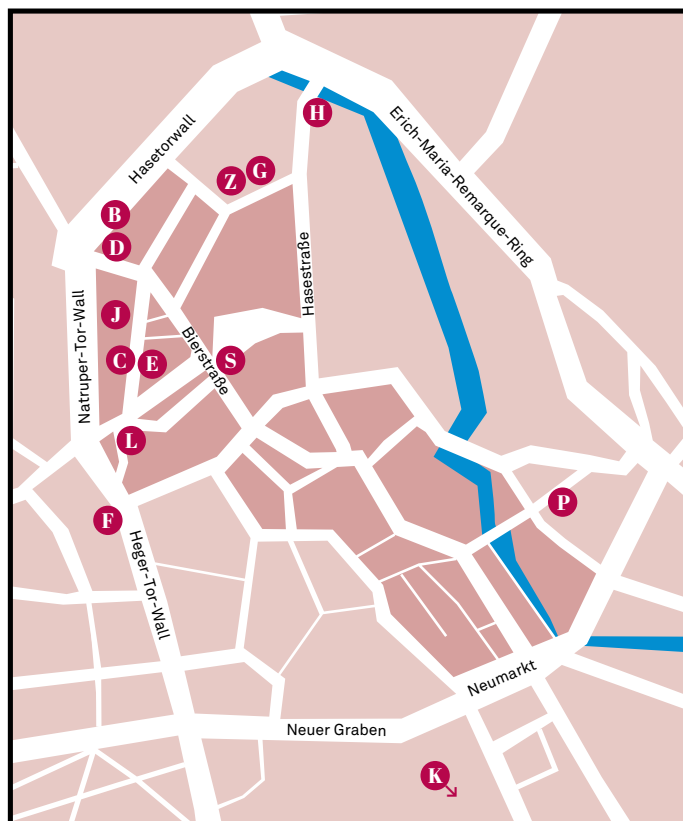 H
Erich-Maria-Remarque-Ring
Hasetorwall
G
Z
B
D
Hasestraße
J
Natruper-Tor-Wall
Bierstraße
C
E
S
L
P
F
Heger-Tor-Wall
Neumarkt
Neuer Graben
K